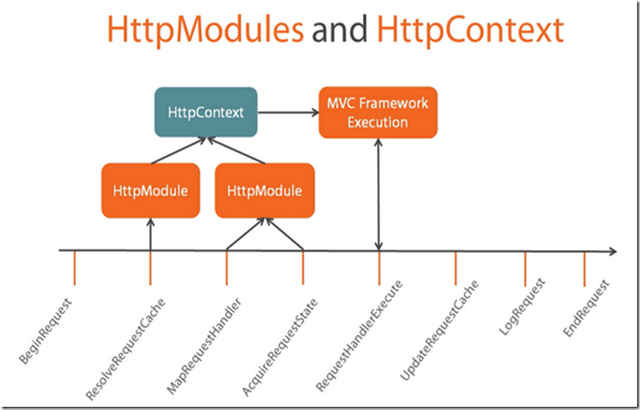 HttpModules and HttpContext
HttpContext
MVC Framework
Execution
HttpModule
HttpModule
BeginRequest
ResolveRequestCache
MapRequestHandler
AcquireRequestState
RequestHandlerExecute
UpdateRequestCache
LogRequest
EndRequest